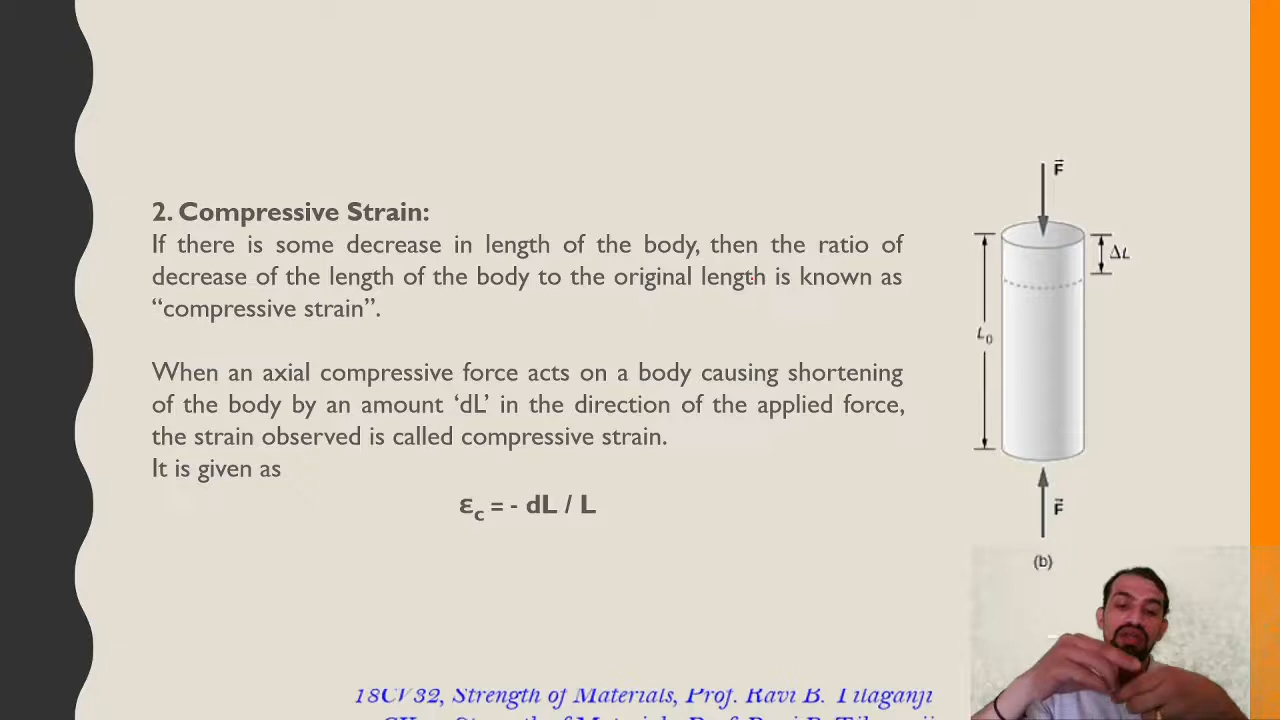 2. Compressive Strain:
If there is some decrease in length of the body, then the ratio of
decrease of the length of the body to the original length is known as
“compressive strain”.
When an axial compressive force acts on a body causing shortening
of the body by an amount ‘dL’ in the direction of the applied force,
the strain observed is called compressive strain.
It is given as
εc = - dL / L
F
ΔL
L0
F
(b)
18CV32, Strength of Materials, Prof. Ravi B. Tilaganji